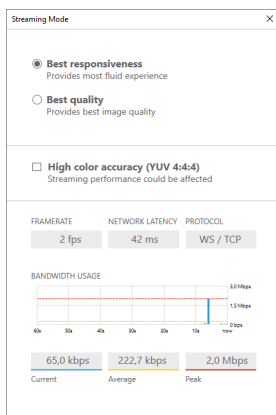 Streaming Mode
Best responsiveness
Provides most fluid experience
Best quality
Provides best image quality
High color accuracy (YUV 4:4:4)
Streaming performance could be affected
FRAMERATE NETWORK LATENCY PROTOCOL
2 fps 42 ms WS / TCP
BANDWIDTH USAGE
3,0 Mbps
1,5 Mbps
0 bps
60s 50s 40s 30s 20s 10s now
65,0 kbps 222,7 kbps 2,0 Mbps
Current Average Peak